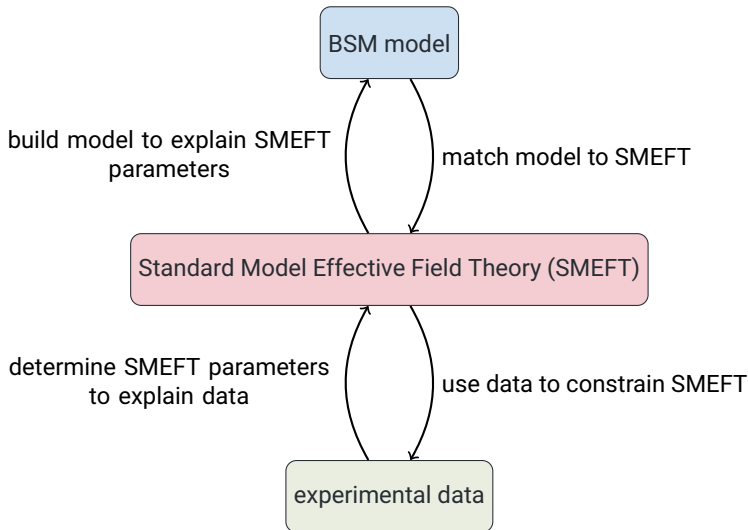 BSM model
build model to explain SMEFT
parameters
match model to SMEFT
Standard Model Effective Field Theory (SMEFT)
determine SMEFT parameters
to explain data
use data to constrain SMEFT
experimental data